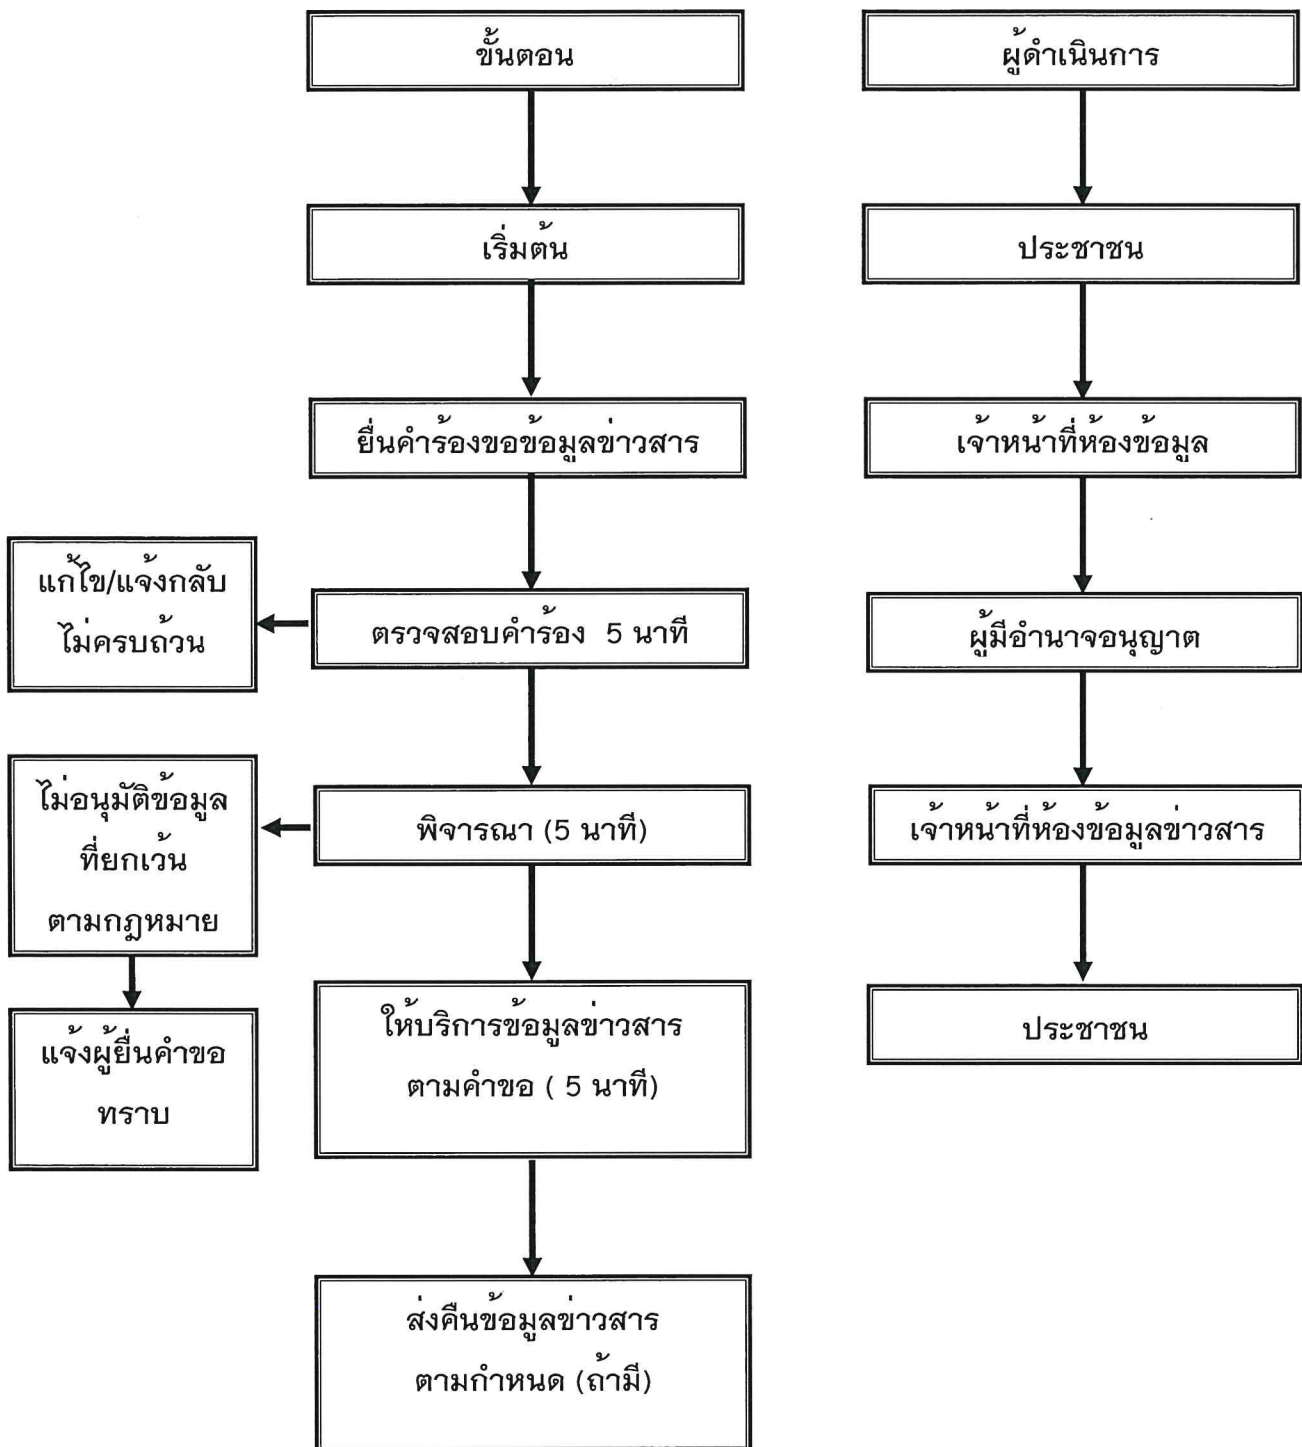 ขั้นตอน
ผู้ดำเนินการ
เริ่มต้น
ประชาชน
ยื่นคำร้องขอข้อมูลข่าวสาร
เจ้าหน้าที่ห้องข้อมูล
แก้ไข/แจ้งกลับ
ไม่ครบถ้วน
ตรวจสอบคำร้อง 5 นาที
ผู้มีอำนาจอนุญาต
ไม่อนุมัติข้อมูล
ที่ยกเว้น
ตามกฎหมาย
พิจารณา (5 นาที)
เจ้าหน้าที่ห้องข้อมูลข่าวสาร
แจ้งผู้ยื่นคำขอ
ทราบ
ให้บริการข้อมูลข่าวสาร
ตามคำขอ ( 5 นาที)
ประชาชน
ส่งคืนข้อมูลข่าวสาร
ตามกำหนด (ถ้ามี)